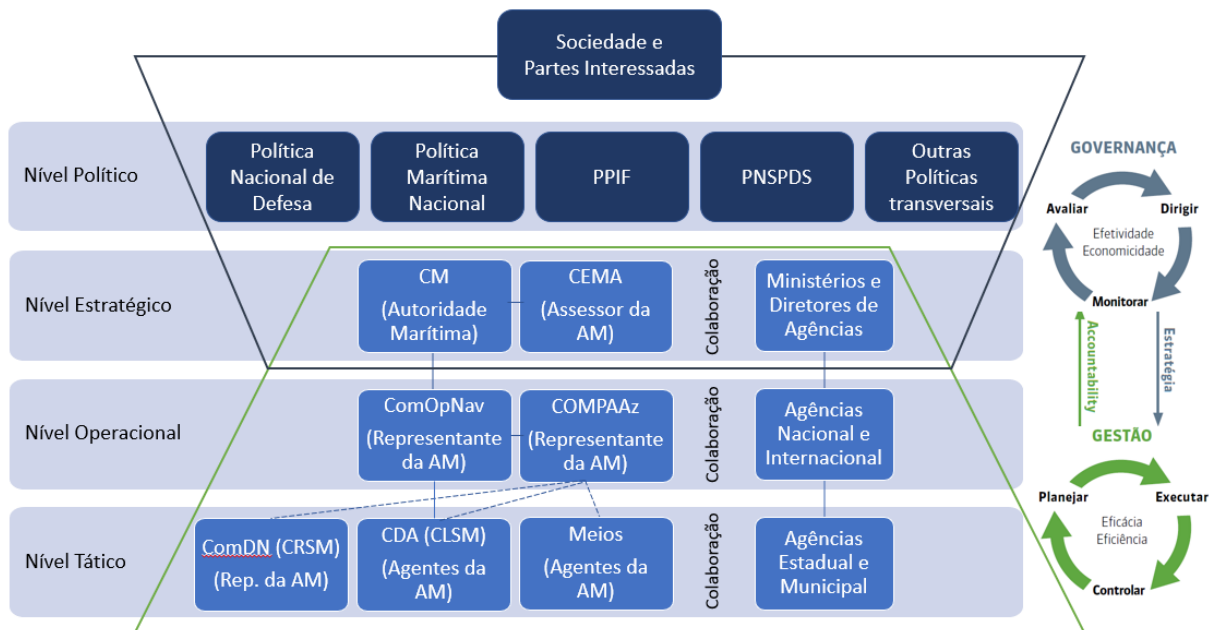 Sociedade e
Partes Interessadas
Nível Político
Política
Nacional de
Defesa
Política
Marítima
Nacional
PPIF
PNSPDS
Outras
Políticas
transversais
Nível Estratégico
CM
(Autoridade
Marítima)
CEMA
(Assessor da
AM)
Colaboração
Ministérios e
Diretores de
Agências
Nível Operacional
ComOpNav
(Representante
da AM)
COMPAAz
(Representante
da AM)
Colaboração
Agências
Nacional e
Internacional
Nível Tático
ComDN (CRSM)
(Rep. da AM)
CDA (CLSM)
(Agentes da
AM)
Meios
(Agentes da
AM)
Colaboração
Agências
Estadual e
Municipal
GOVERNANÇA
Avaliar
Dirigir
Efetividade
Economicidade
Monitorar
Accountability
Estratégia
GESTÃO
Planejar
Executar
Eficácia
Eficiência
Controlar